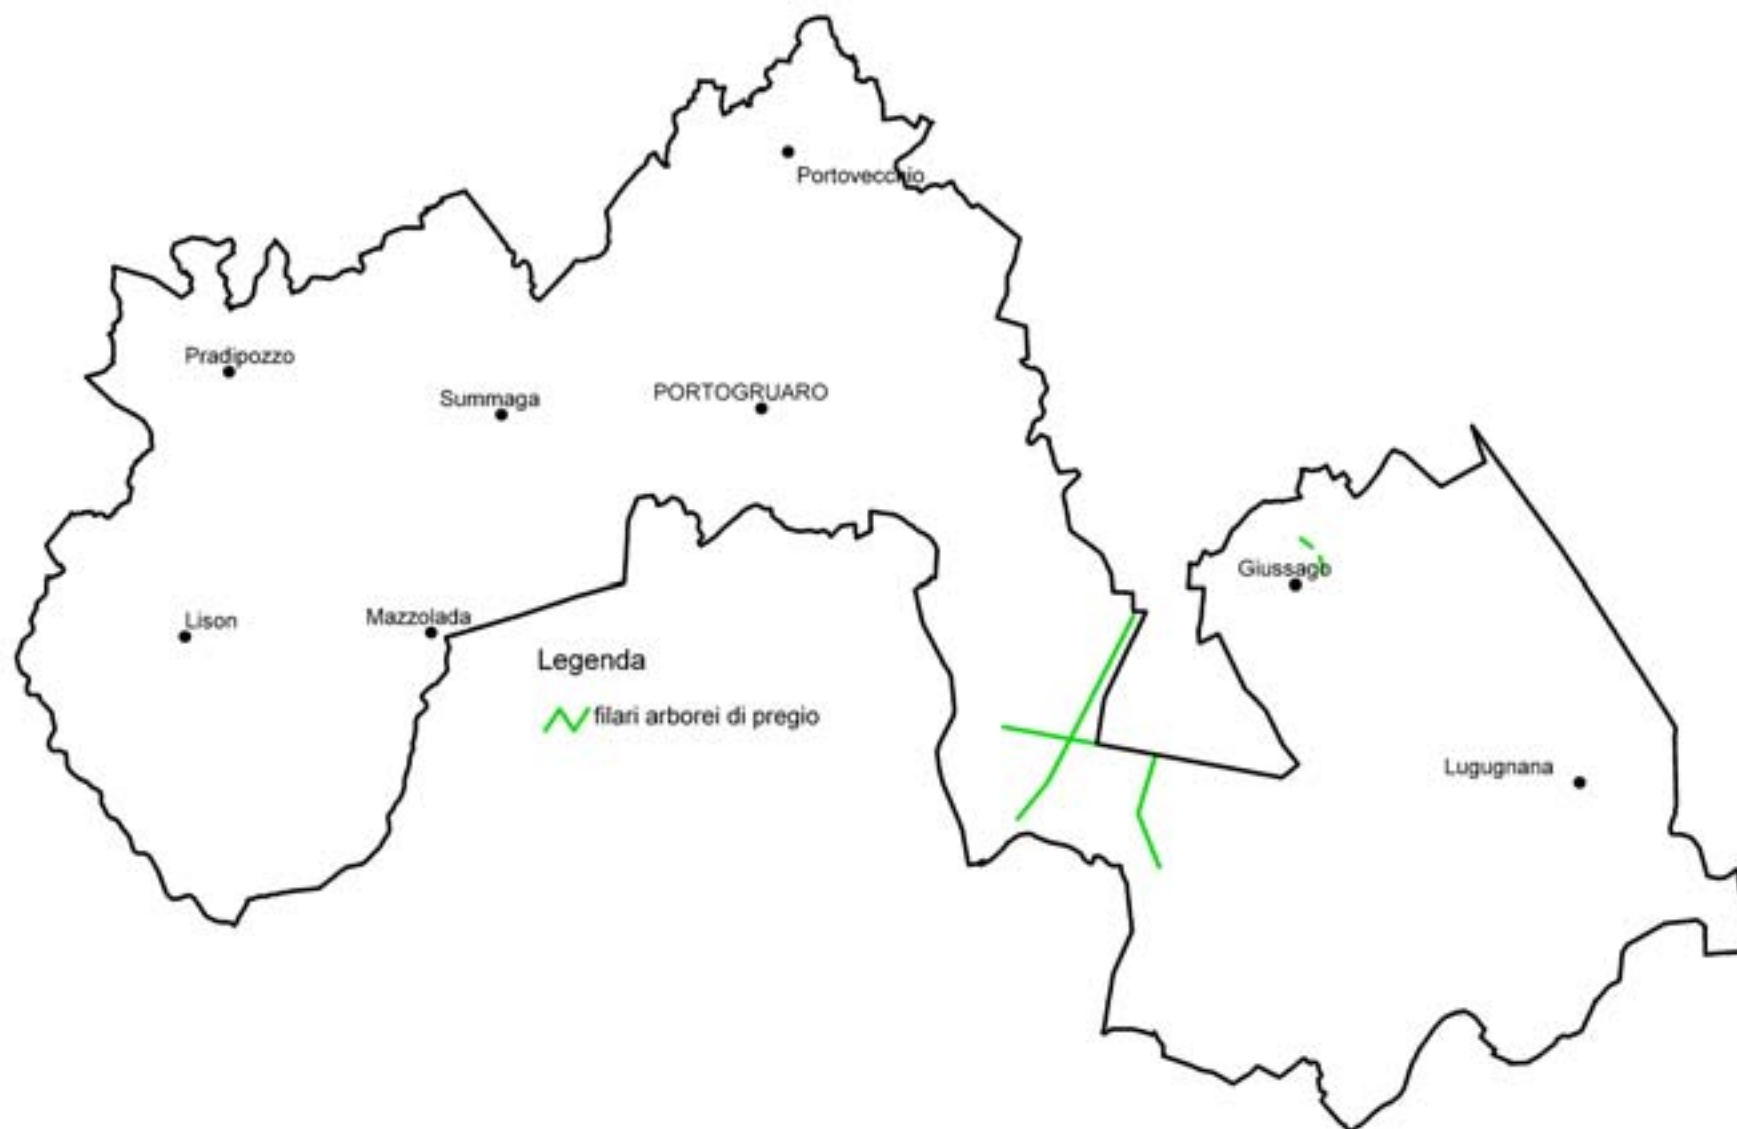 Portovecchio
Pradipozzo
Summaga
PORTOGRUARO
Giussago
Lison
Mazzolada
Legenda
filari arborei di pregio
Lugugnana